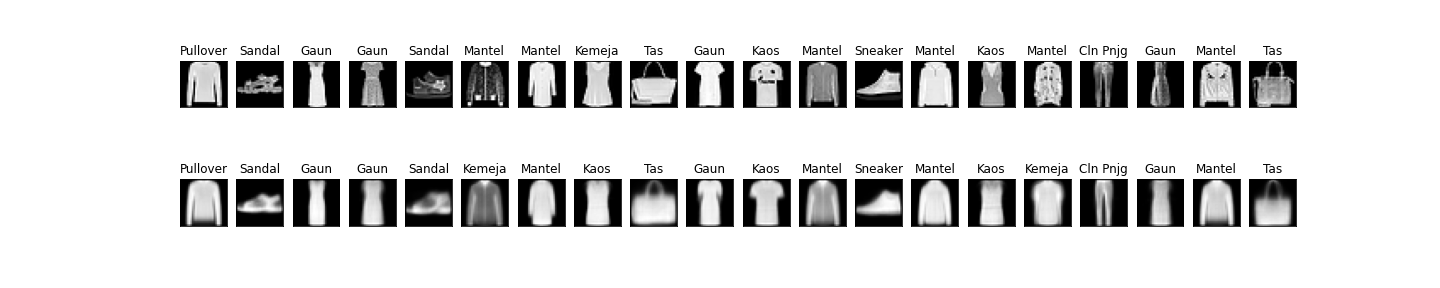 Pullover Sandal Gaun Gaun Sandal Mantel Mantel Kemeja Tas Gaun Kaos Mantel Sneaker Mantel Kaos Mantel Cln Pnjg Gaun Mantel Tas
Pullover Sandal Gaun Gaun Sandal Kemeja Mantel Kaos Tas Gaun Kaos Mantel Sneaker Mantel Kaos Kemeja Cln Pnjg Gaun Mantel Tas